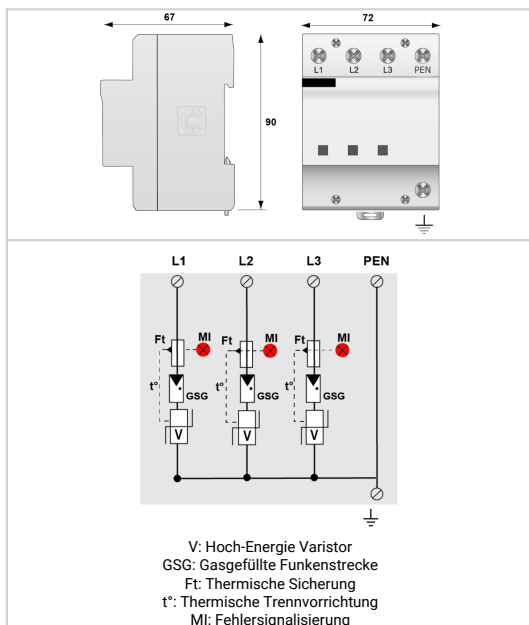 67
72
90
L1 L2 L3 PEN
L1 L2 L3 PEN
Ft MI Ft MI Ft MI
t° GSG t° GSG t° GSG
V V V
V: Hoch-Energie Varistor
GSG: Gasgefüllte Funkenstrecke
Ft: Thermische Sicherung
t°: Thermische Trennvorrichtung
MI: Fehlersignalisierung